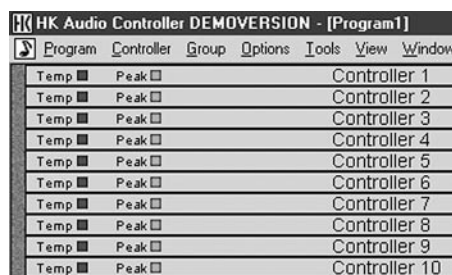 HK HK Audio Controller DEMOVERSION - [Program1]
Program Controller Group Options Tools View Window
Temp Peak Controller 1
Temp Peak Controller 2
Temp Peak Controller 3
Temp Peak Controller 4
Temp Peak Controller 5
Temp Peak Controller 6
Temp Peak Controller 7
Temp Peak Controller 8
Temp Peak Controller 9
Temp Peak Controller 10